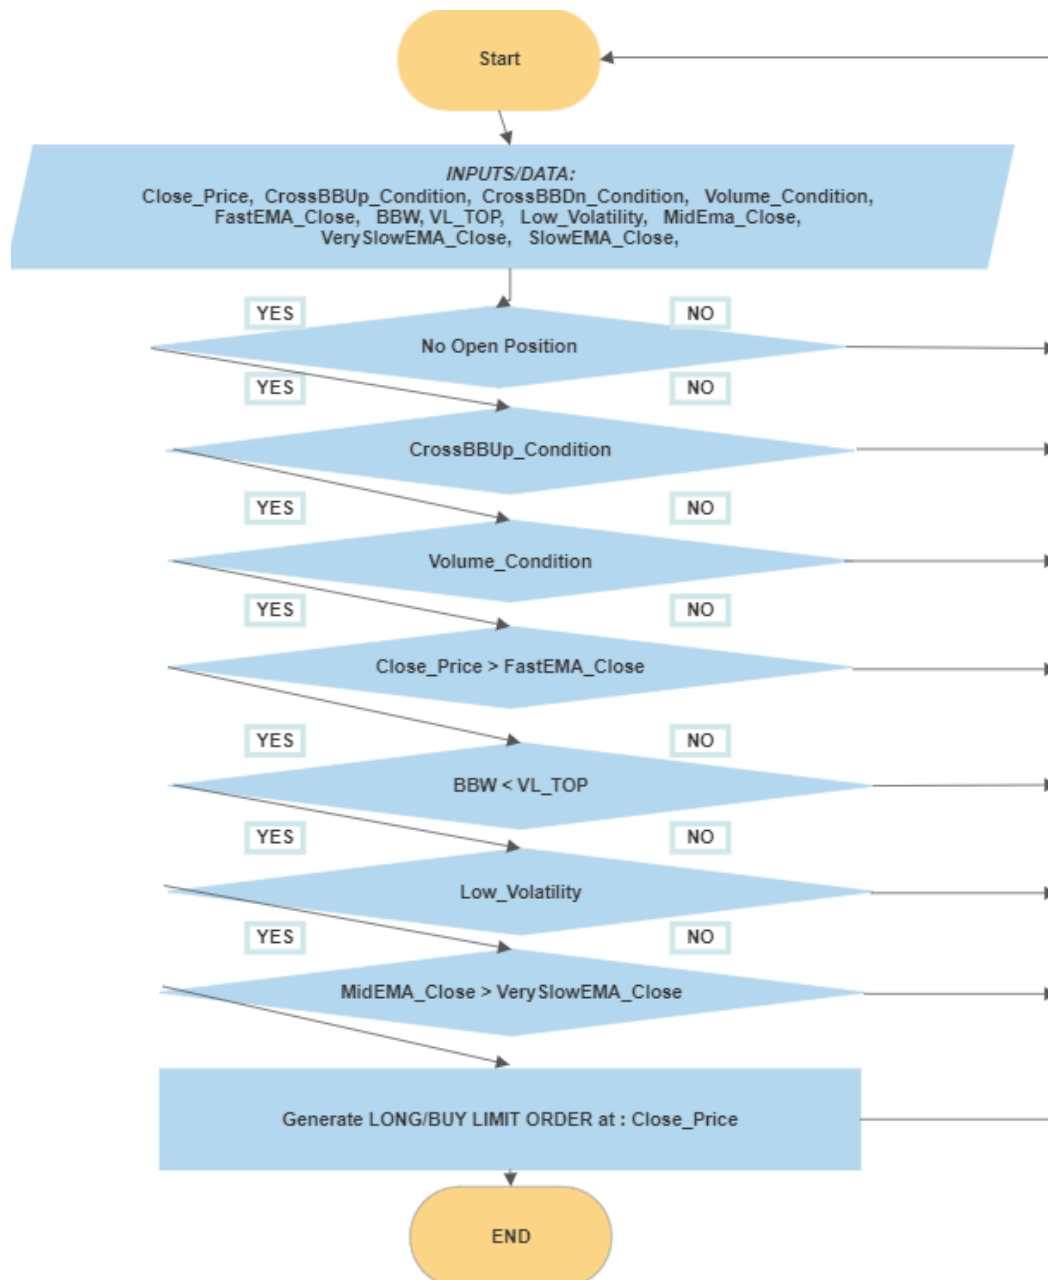 Start
INPUTS/DATA:
Close_Price, CrossBBUp_Condition, CrossBBDn_Condition, Volume_Condition,
FastEMA_Close, BBW, VL_TOP, Low_Volatility, MidEma_Close,
VerySlowEMA_Close, SlowEMA_Close,
YES NO
No Open Position
YES NO
CrossBBUp_Condition
YES NO
Volume_Condition
YES NO
Close_Price > FastEMA_Close
YES NO
BBW < VL_TOP
YES NO
Low_Volatility
YES NO
MidEMA_Close > VerySlowEMA_Close
Generate LONG/BUY LIMIT ORDER at : Close_Price
END